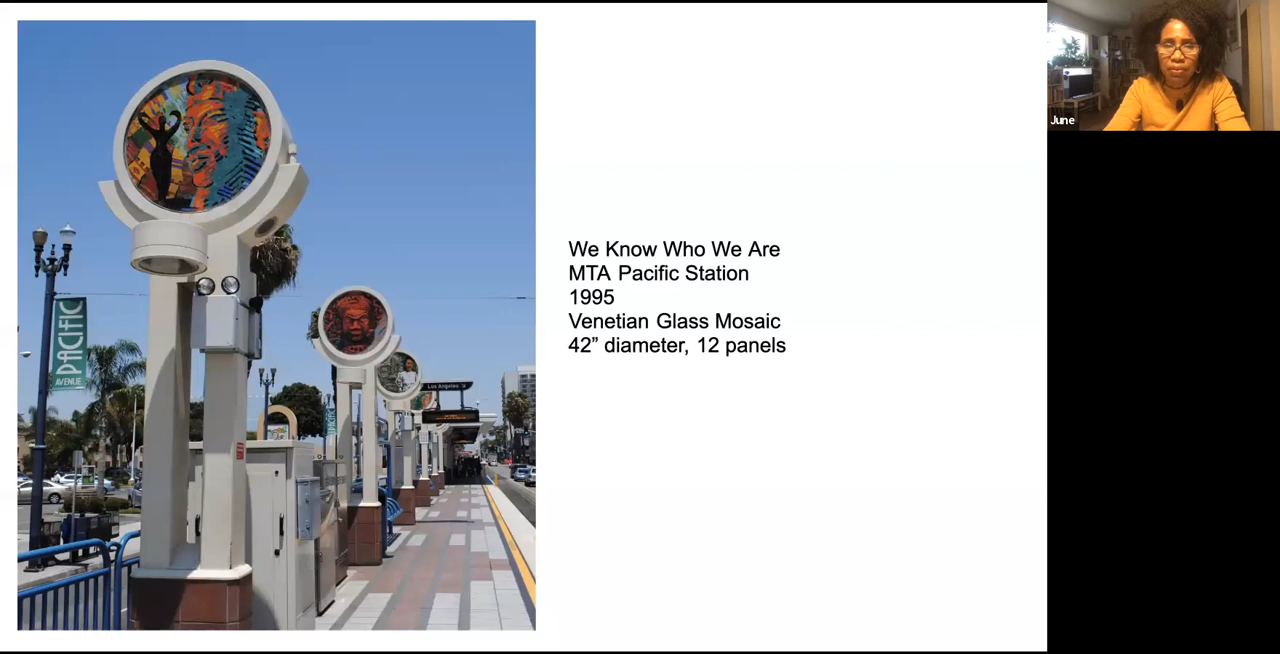 We Know Who We Are
MTA Pacific Station
1995
Venetian Glass Mosaic
42” diameter, 12 panels
PACIFIC
AVENUE
Los Angeles
June